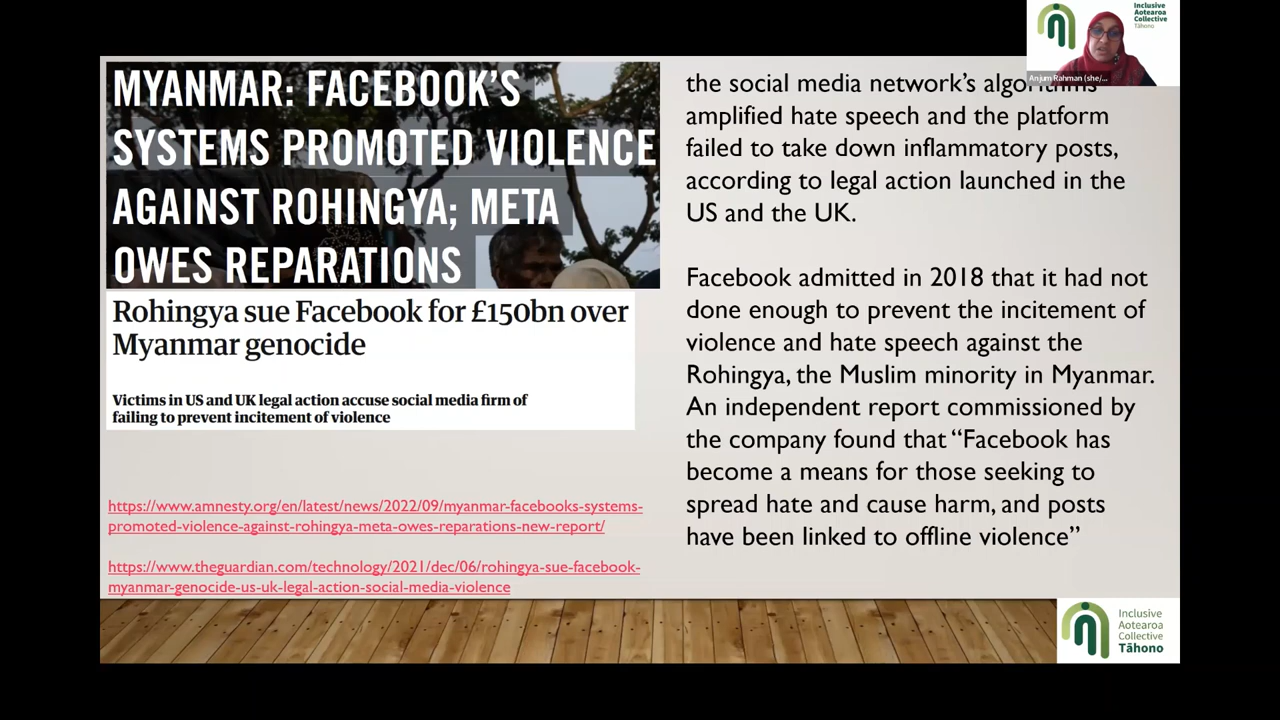 MYANMAR: FACEBOOK'S
SYSTEMS PROMOTED VIOLENCE
AGAINST ROHINGYA; META
OWES REPARATIONS
Rohingya sue Facebook for £150bn over
Myanmar genocide
Victims in US and UK legal action accuse social media firm of
failing to prevent incitement of violence
https://www.amnesty.org/en/latest/news/2022/09/myanmar-facebooks-systems-
promoted-violence-against-rohingya-meta-owes-reparations-new-report/
https://www.theguardian.com/technology/2021/dec/06/rohingya-sue-facebook-
myanmar-genocide-us-uk-legal-action-social-media-violence
the social media network's algorithms
amplified hate speech and the platform
failed to take down inflammatory posts,
according to legal action launched in the
US and the UK.
Facebook admitted in 2018 that it had not
done enough to prevent the incitement of
violence and hate speech against the
Rohingya, the Muslim minority in Myanmar.
An independent report commissioned by
the company found that “Facebook has
become a means for those seeking to
spread hate and cause harm, and posts
have been linked to offline violence”
Inclusive
Aotearoa
Collective
Tāhono
Anjum Rahman (she/...
Inclusive
Aotearoa
Collective
Tāhono